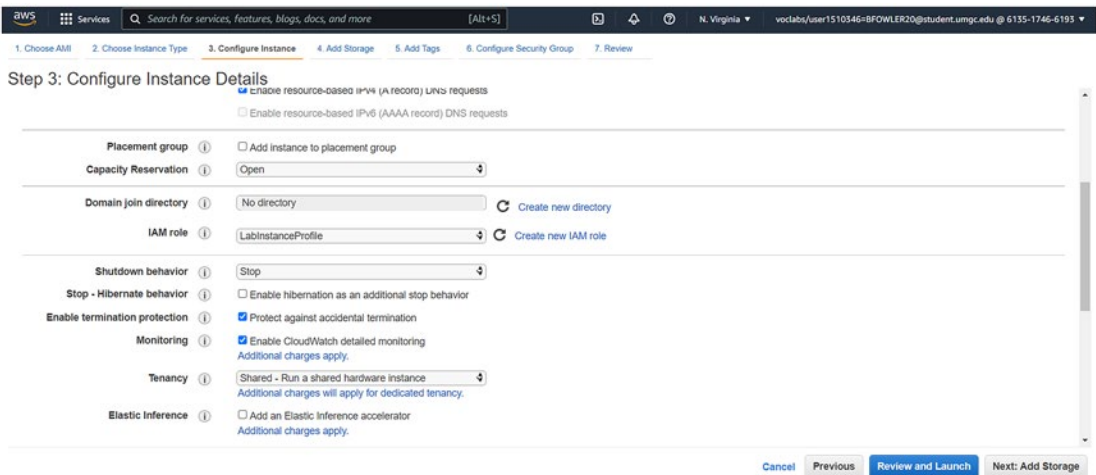 aws Services Search for services, features, blogs, docs, and more [Alt+S] N. Virginia voclabs/user1510346=BFOWLER20@student.umgc.edu @ 6135-1746-6193
1. Choose AMI 2. Choose Instance Type 3. Configure Instance 4. Add Storage 5. Add Tags 6. Configure Security Group 7. Review
Step 3: Configure Instance Details
Enable resource-based IPv4 (A record) DNS requests
Enable resource-based IPv6 (AAAA record) DNS requests
Placement group Add instance to placement group
Capacity Reservation Open
Domain join directory No directory Create new directory
IAM role LabInstanceProfile Create new IAM role
Shutdown behavior Stop
Stop - Hibernate behavior Enable hibernation as an additional stop behavior
Enable termination protection Protect against accidental termination
Monitoring Enable CloudWatch detailed monitoring
Additional charges apply.
Tenancy Shared - Run a shared hardware instance
Additional charges will apply for dedicated tenancy.
Elastic Inference Add an Elastic Inference accelerator
Additional charges apply.
Cancel Previous Review and Launch Next: Add Storage